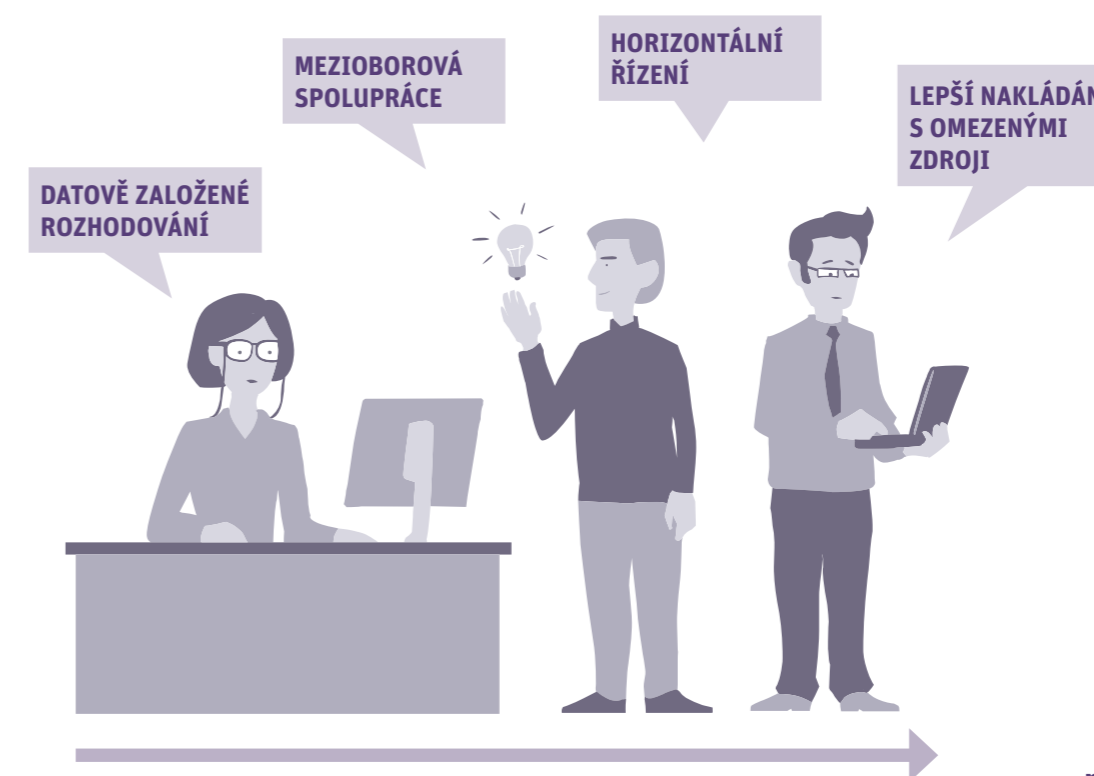 DATOVĚ ZALOŽENÉ
ROZHODOVÁNÍ
MEZIOBOROVÁ
SPOLUPRÁCE
HORIZONTÁLNÍ
ŘÍZENÍ
LEPŠÍ NAKLÁDÁN
S OMEZENÝMI
ZDROJI